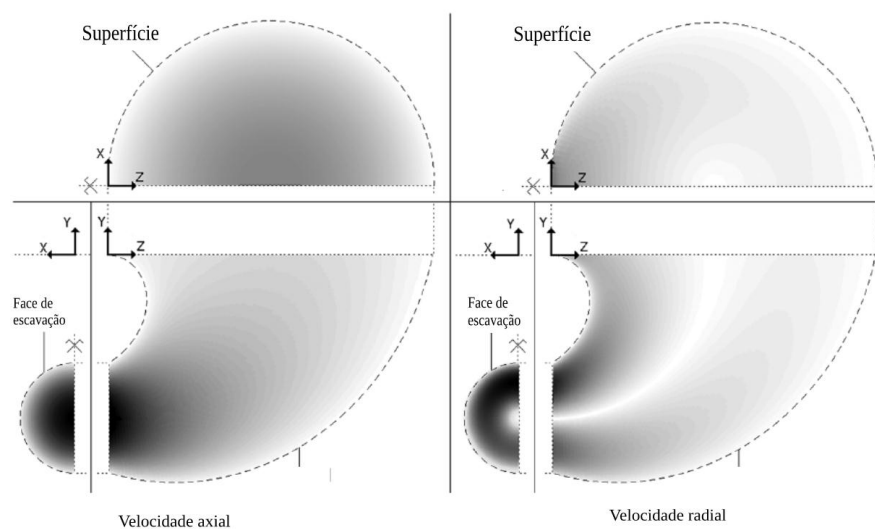 Superfície
X
Z
Y
Y
X
Z
Face de
escavação
Velocidade axial
Superfície
X
Z
Y
Y
X
Z
Face de
escavação
Velocidade radial